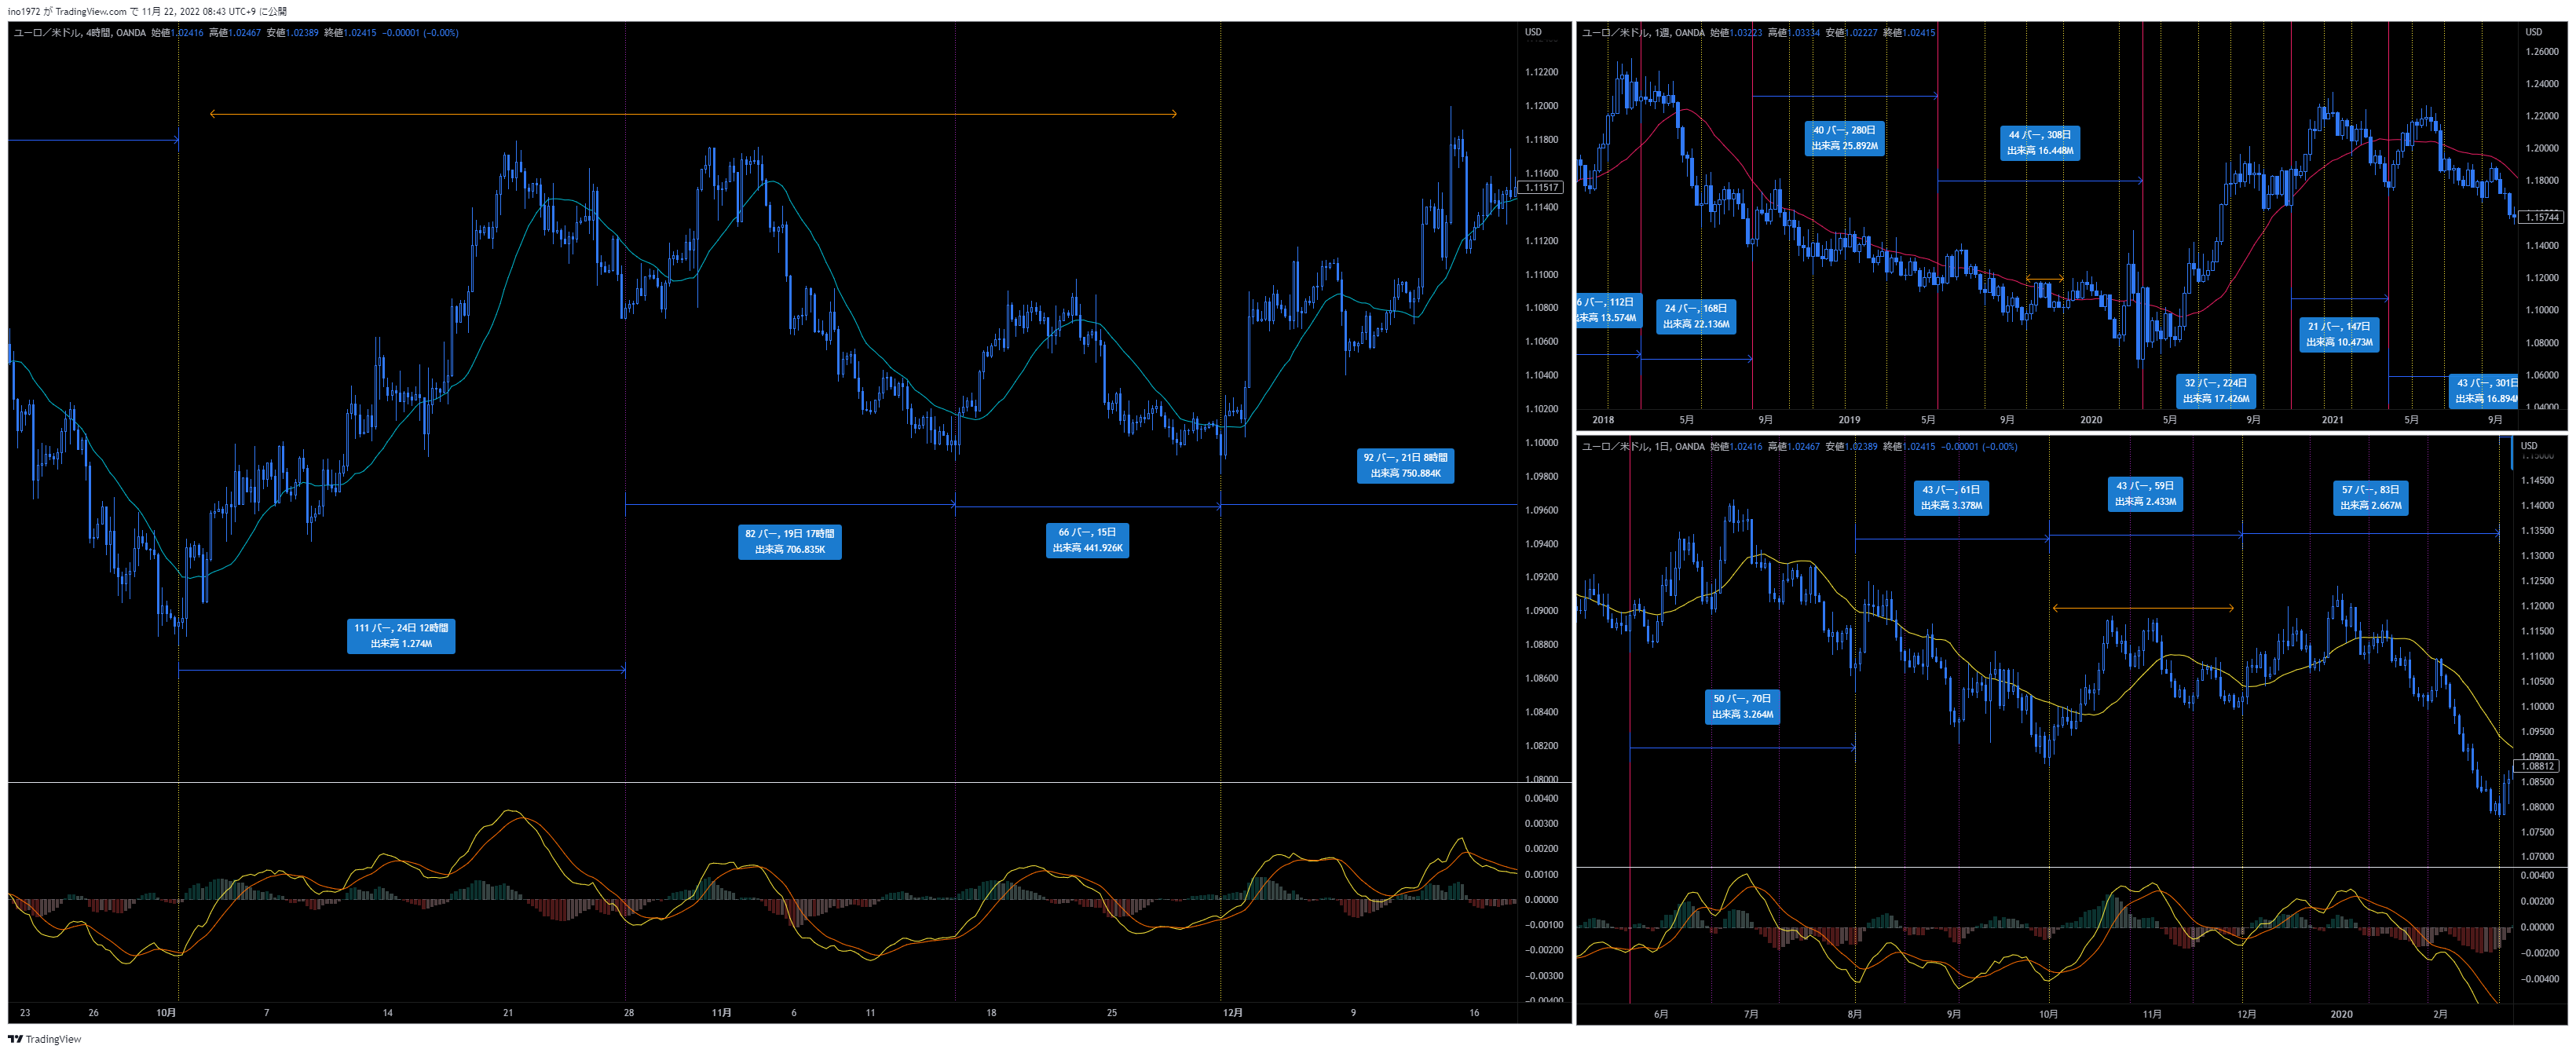 ino1972 が TradingView.com で 11月 22, 2022 08:43 UTC+9 に公開
ユーロ／米ドル, 4時間, OANDA 始値1.02416 高値1.02467 安値1.02389 終値1.02415 −0.00001 (−0.00%)
USD
1.12200
1.12000
1.11800
1.11600
1.11517
1.11400
1.11200
1.11000
1.10800
1.10600
1.10400
1.10200
1.10000
1.09800
1.09600
1.09400
1.09200
1.09000
1.08800
1.08600
1.08400
1.08200
1.08000
111 バー, 24日 12時間
出来高 1.274M
82 バー, 19日 17時間
出来高 706.835K
66 バー, 15日
出来高 441.926K
92 バー, 21日 8時間
出来高 750.884K
0.00400
0.00300
0.00200
0.00100
0.00000
−0.00100
−0.00200
−0.00300
−0.00400
23 26 10月 7 14 21 28 11月 6 11 18 25 12月 9 16
ユーロ／米ドル, 1週, OANDA 始値1.03223 高値1.03334 安値1.02227 終値1.02415
USD
1.26000
1.24000
1.22000
1.20000
1.18000
1.15744
1.14000
1.12000
1.10000
1.08000
1.06000
1.04000
6 バー, 112日
出来高 13.574M
24 バー, 168日
出来高 22.136M
40 バー, 280日
出来高 25.892M
44 バー, 308日
出来高 16.448M
32 バー, 224日
出来高 17.426M
21 バー, 147日
出来高 10.473M
43 バー, 301日
出来高 16.894M
2018 5月 9月 2019 5月 9月 2020 5月 9月 2021 5月 9月
ユーロ／米ドル, 1日, OANDA 始値1.02416 高値1.02467 安値1.02389 終値1.02415 −0.00001 (−0.00%)
USD
1.15000
1.14500
1.14000
1.13500
1.13000
1.12500
1.12000
1.11500
1.11000
1.10500
1.10000
1.09500
1.09000
1.08812
1.08500
1.08000
1.07500
1.07000
50 バー, 70日
出来高 3.264M
43 バー, 61日
出来高 3.378M
43 バー, 59日
出来高 2.433M
57 バー, 83日
出来高 2.667M
0.00400
0.00200
0.00000
−0.00200
−0.00400
6月 7月 8月 9月 10月 11月 12月 2020 2月
TradingView